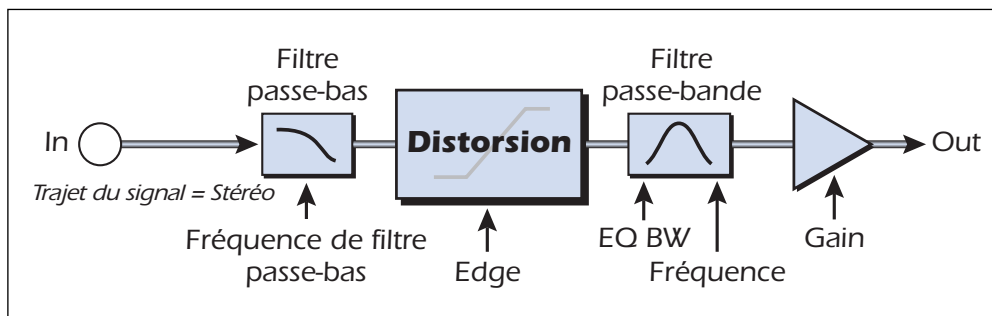 Filtre
passe-bas
Filtre
passe-bande
In
Distorsion
Out
Trajet du signal = Stéréo
Fréquence de filtre
passe-bas
Edge
EQ BW
Fréquence
Gain